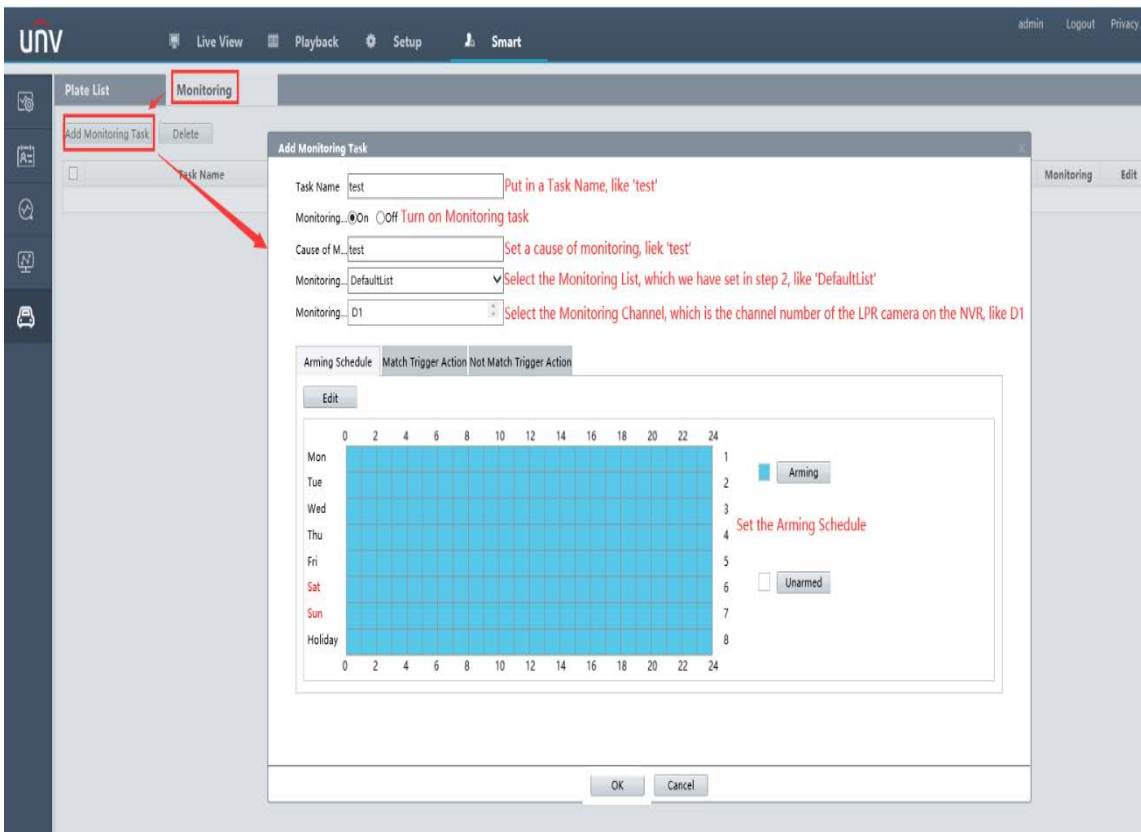 admin Logout Privacy
unv Live View Playback Setup Smart
Plate List Monitoring
Add Monitoring Task Delete
Add Monitoring Task x
Task Name Monitoring Edit
Task Name test Put in a Task Name, like 'test'
Monitoring... On Off Turn on Monitoring task
Cause of M... test Set a cause of monitoring, liek 'test'
Monitoring... DefaultList Select the Monitoring List, which we have set in step 2, like 'DefaultList'
Monitoring... D1 Select the Monitoring Channel, which is the channel number of the LPR camera on the NVR, like D1
Arming Schedule Match Trigger Action Not Match Trigger Action
Edit
0 2 4 6 8 10 12 14 16 18 20 22 24
Mon 1
Arming
Tue 2
Wed 3
Set the Arming Schedule
Thu 4
Fri 5
Sat 6 Unarmed
Sun 7
Holiday 8
0 2 4 6 8 10 12 14 16 18 20 22 24
OK Cancel